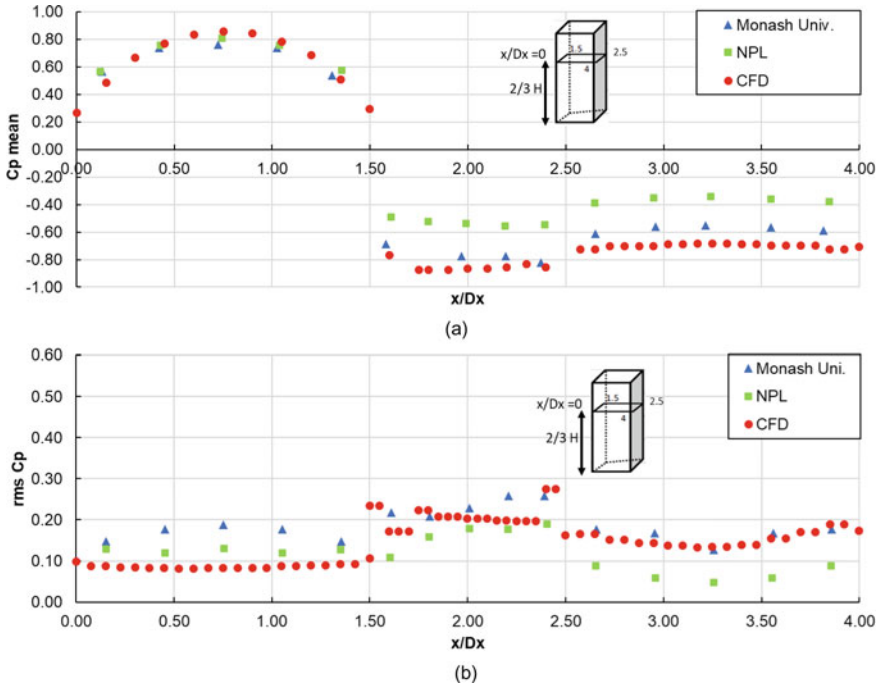 1.00
0.80
0.60
0.40
0.20
0.00
-0.20
-0.40
-0.60
-0.80
-1.00
Cp mean
0.00 0.50 1.00 1.50 2.00 2.50 3.00 3.50 4.00
x/Dx
x/Dx =0
1.5
2.5
4
2/3 H
Monash Univ.
NPL
CFD
(a)
0.60
0.50
0.40
0.30
0.20
0.10
0.00
rms Cp
0.00 0.50 1.00 1.50 2.00 2.50 3.00 3.50 4.00
x/Dx
x/Dx =0
1.5
2.5
4
2/3 H
Monash Uni.
NPL
CFD
(b)